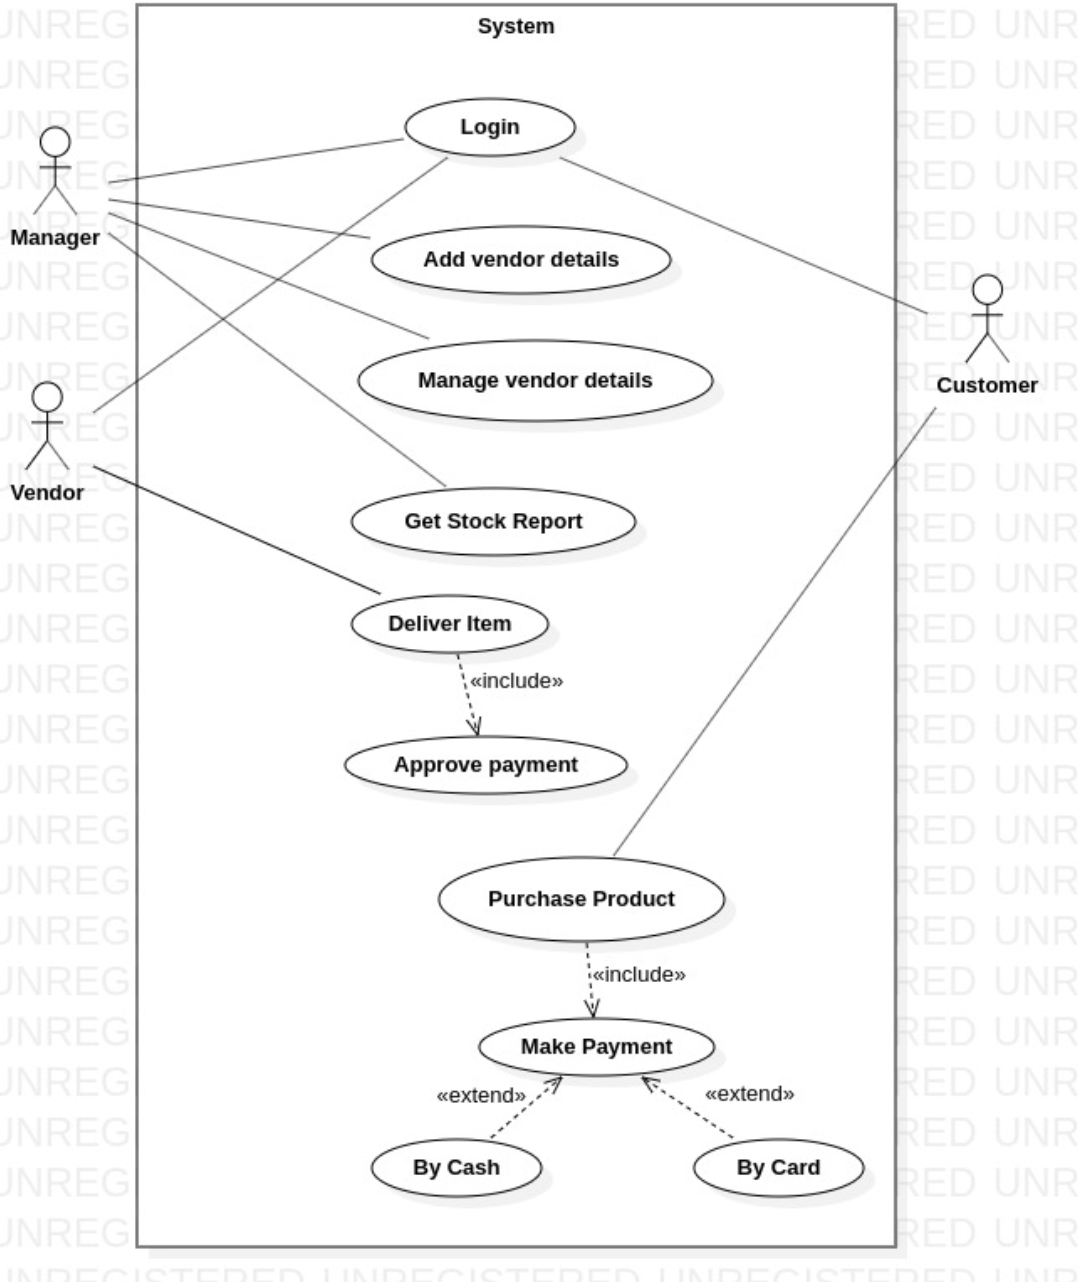 System
Login
Manager
Add vendor details
Manage vendor details
Customer
Vendor
Get Stock Report
Deliver Item
«include»
Approve payment
Purchase Product
«include»
Make Payment
«extend»
«extend»
By Cash
By Card
UNREGISTERED UNREGISTERED UNREGISTERED UNR